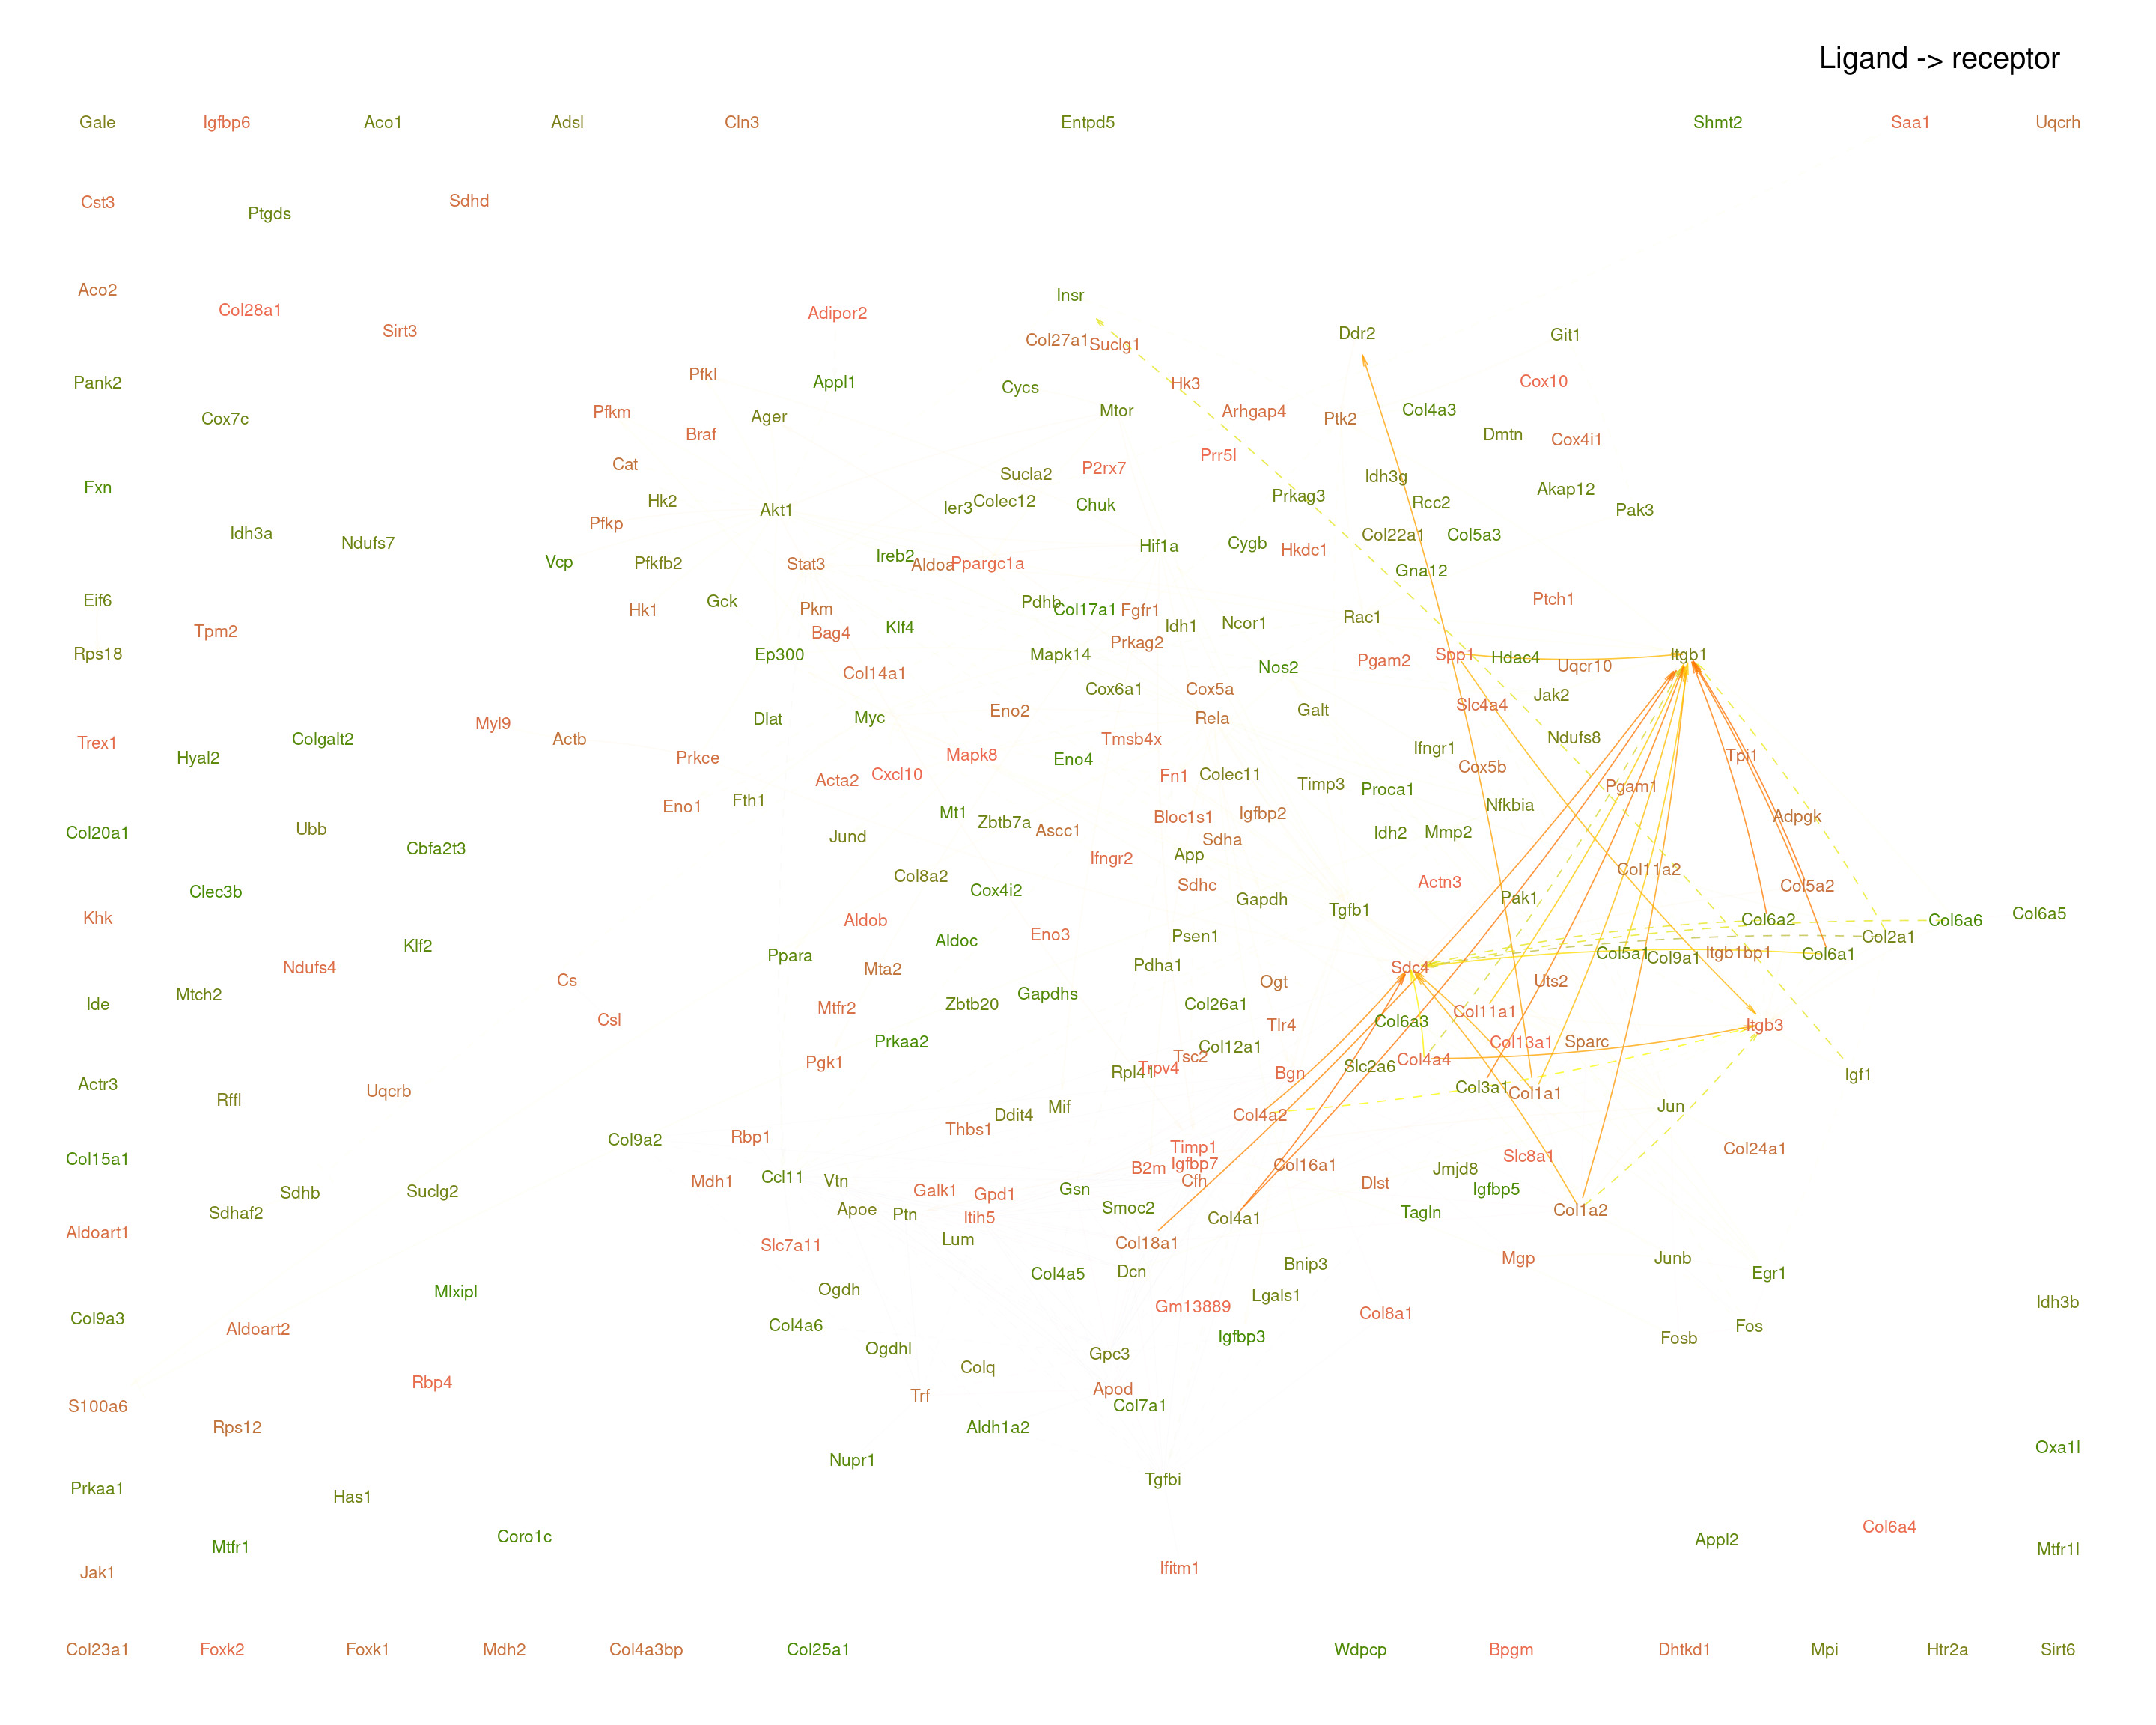 Ligand -> receptor
Gale Igfbp6 Aco1 Adsl Cln3 Entpd5 Shmt2 Saa1 Uqcrh
Cst3 Ptgds Sdhd
Aco2 Col28a1 Sirt3 Adipor2 Insr Col27a1 Suclg1 Ddr2 Git1
Pank2 Cox7c Pfkl Pfkm Braf Appl1 Ager Cycs Mtor Hk3 Arhgap4 Ptk2 Col4a3 Cox10 Dmtn Cox4i1
Cat P2rx7 Prr5l Sucla2 Idh3g
Fxn Hk2 Akt1 Ier3 Colec12 Chuk Prkag3 Rcc2 Akap12 Pak3
Idh3a Ndufs7 Pfkp Vcp Pfkfb2 Stat3 Ireb2 Aldoa Ppargc1a Hif1a Cygb Hkdc1 Col22a1 Col5a3 Gna12
Eif6 Tpm2 Hk1 Gck Pkm Bag4 Klf4 Pdhb Col17a1 Fgfr1 Prkag2 Idh1 Ncor1 Rac1 Ptch1
Rps18 Ep300 Col14a1 Mapk14 Cox6a1 Cox5a Nos2 Pgam2 Spp1 Hdac4 Uqcr10 Itgb1
Jak2 Slc4a4 Galt Rela Eno2 Myc Dlat
Trex1 Hyal2 Colgalt2 Myl9 Actb Prkce Acta2 Cxcl10 Mapk8 Tmsb4x Eno4 Fn1 Colec11 Timp3 Ifngr1 Cox5b Ndufs8 Tpi1 Pgam1 Proca1
Col20a1 Ubb Cbfa2t3 Eno1 Fth1 Jund Mt1 Zbtb7a Ascc1 Bloc1s1 Igfbp2 Sdha Nfkbia Idh2 Mmp2 Adpgk
Clec3b Col8a2 Cox4i2 Ifngr2 App Sdhc Gapdh Actn3 Pak1 Col11a2 Col5a2
Khk Klf2 Aldob Aldoc Eno3 Psen1 Tgfb1 Col6a2 Col6a6 Col6a5 Col2a1
Ndufs4 Cs Ppara Mta2 Pdha1 Ogt Sdc4 Col5a1 Col9a1 Itgb1bp1 Col6a1 Uts2
Ide Mtch2 Csl Mtfr2 Zbtb20 Gapdhs Col26a1 Tlr4 Col6a3 Col11a1 Itgb3
Prkaa2 Col12a1 Tsc2 Col13a1 Sparc Col4a4
Actr3 Rffl Uqcrb Pgk1 Rpl41 Trpv4 Bgn Slc2a6 Col3a1 Col1a1 Igf1
Col9a2 Rbp1 Thbs1 Ddit4 Mif Col4a2 Jun
Col15a1 Sdhb Suclg2 Mdh1 Ccl11 Vtn Galk1 Gpd1 Timp1 B2m Igfbp7 Cfh Col16a1 Dlst Jmjd8 Slc8a1 Igfbp5 Col24a1
Sdhaf2 Apoe Ptn Itih5 Gsn Smoc2 Col4a1 Tagln Col1a2
Aldoart1 Slc7a11 Lum Col18a1 Mgp Junb
Mlxipl Ogdh Col4a5 Dcn Bnip3 Lgals1 Egr1
Col9a3 Aldoart2 Col4a6 Gm13889 Igfbp3 Col8a1 Fosb Fos Idh3b
Rbp4 Ogdhl Colq Gpc3
S100a6 Rps12 Trf Apod Col7a1 Aldh1a2
Prkaa1 Has1 Nupr1 Tgfbi Oxa1l
Jak1 Mtfr1 Coro1c Ifitm1 Appl2 Col6a4 Mtfr1l
Col23a1 Foxk2 Foxk1 Mdh2 Col4a3bp Col25a1 Wdpcp Bpgm Dhtkd1 Mpi Htr2a Sirt6